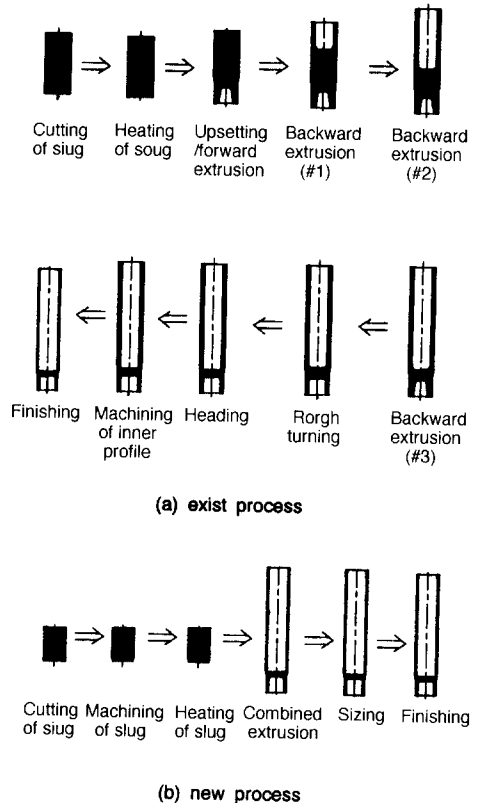 Cutting
of siug
Heating
of soug
Upsetting
/forward
extrusion
Backward
extrusion
(#1)
Backward
extrusion
(#2)
Finishing
Machining
of inner
profile
Heading
Rorgh
turning
Backward
extrusion
(#3)
(a) exist process
Cutting
of siug
Machining
of slug
Heating
of slug
Combined
extrusion
Sizing
Finishing
(b) new process